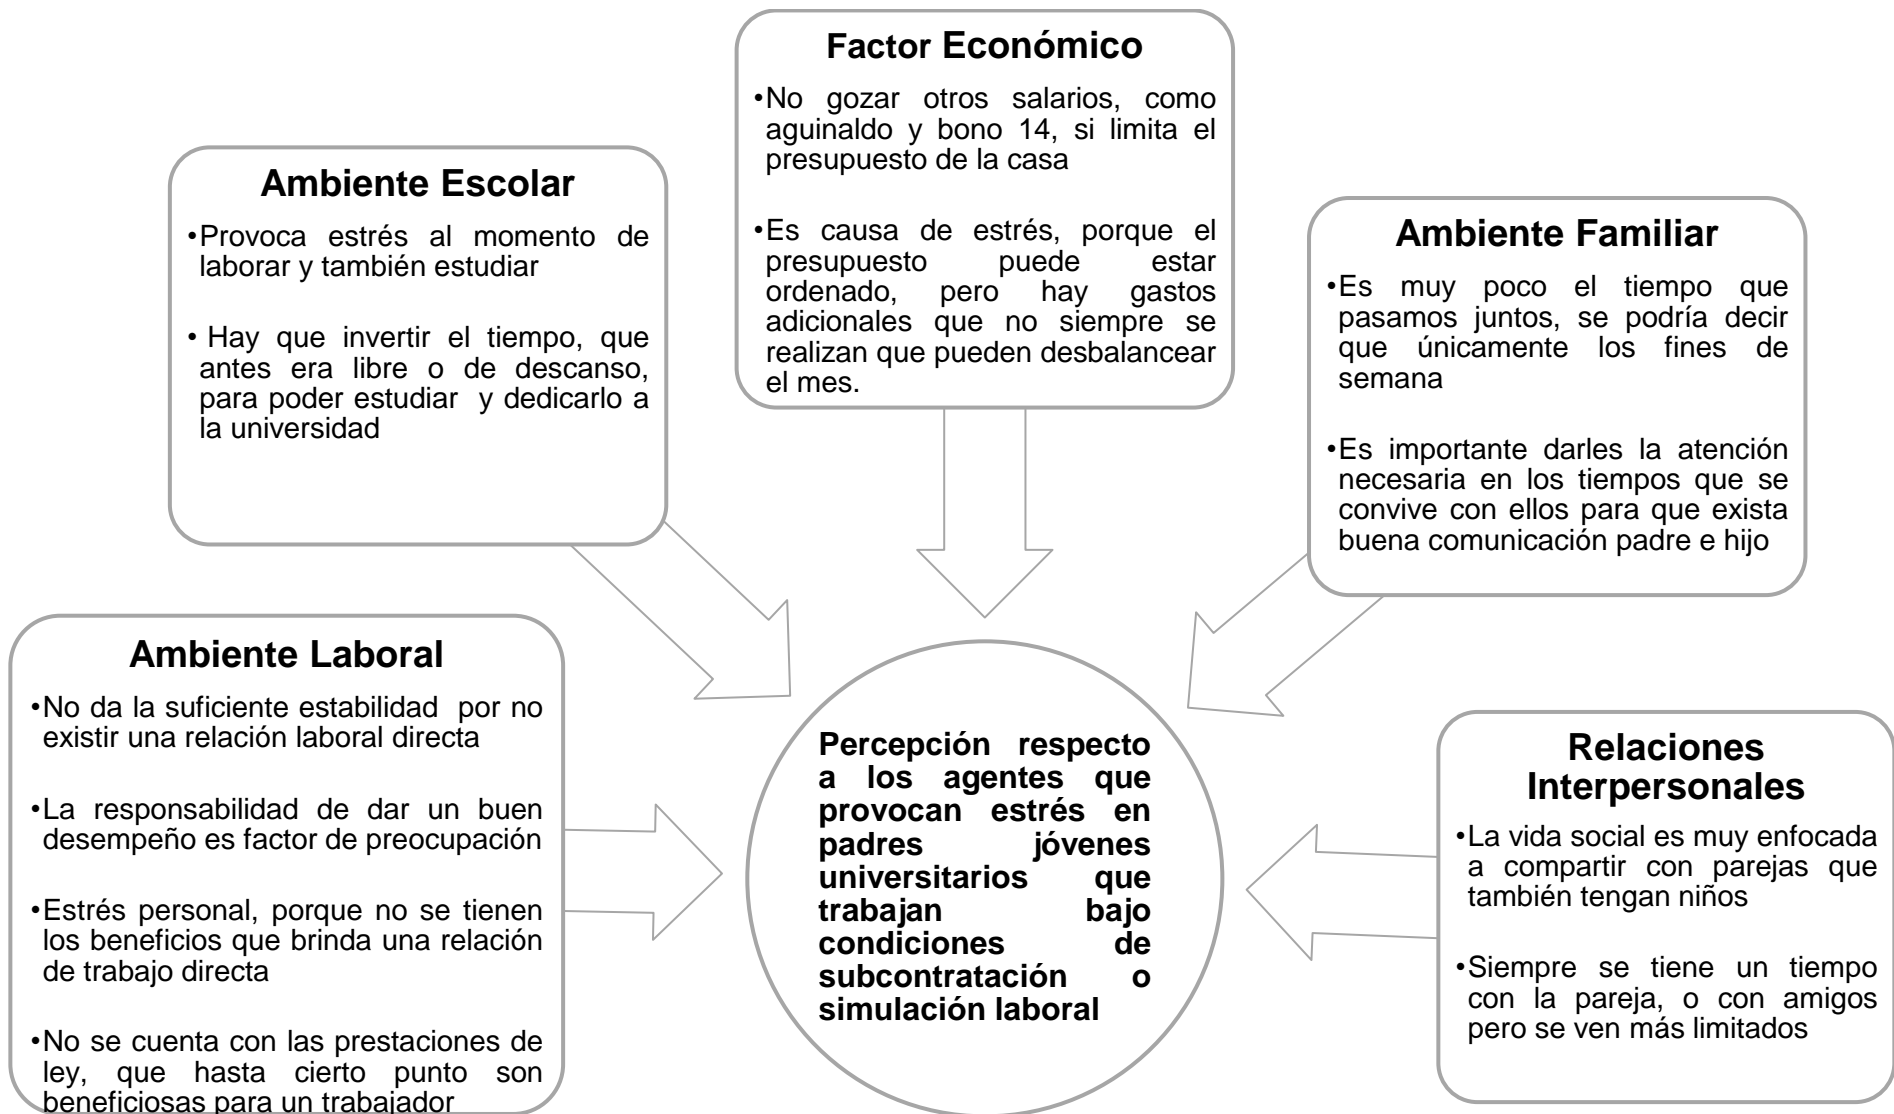 Factor Económico
•No gozar otros salarios, como
aguinaldo y bono 14, si limita el
presupuesto de la casa
•Es causa de estrés, porque el
presupuesto puede estar
ordenado, pero hay gastos
adicionales que no siempre se
realizan que pueden desbalancear
el mes.
Ambiente Escolar
•Provoca estrés al momento de
laborar y también estudiar
• Hay que invertir el tiempo, que
antes era libre o de descanso,
para poder estudiar y dedicarlo a
la universidad
Ambiente Familiar
•Es muy poco el tiempo que
pasamos juntos, se podría decir
que únicamente los fines de
semana
•Es importante darles la atención
necesaria en los tiempos que se
convive con ellos para que exista
buena comunicación padre e hijo
Ambiente Laboral
•No da la suficiente estabilidad por no
existir una relación laboral directa
•La responsabilidad de dar un buen
desempeño es factor de preocupación
•Estrés personal, porque no se tienen
los beneficios que brinda una relación
de trabajo directa
•No se cuenta con las prestaciones de
ley, que hasta cierto punto son
beneficiosas para un trabajador
Percepción respecto
a los agentes que
provocan estrés en
padres jóvenes
universitarios que
trabajan bajo
condiciones de
subcontratación o
simulación laboral
Relaciones
Interpersonales
•La vida social es muy enfocada
a compartir con parejas que
también tengan niños
•Siempre se tiene un tiempo
con la pareja, o con amigos
pero se ven más limitados